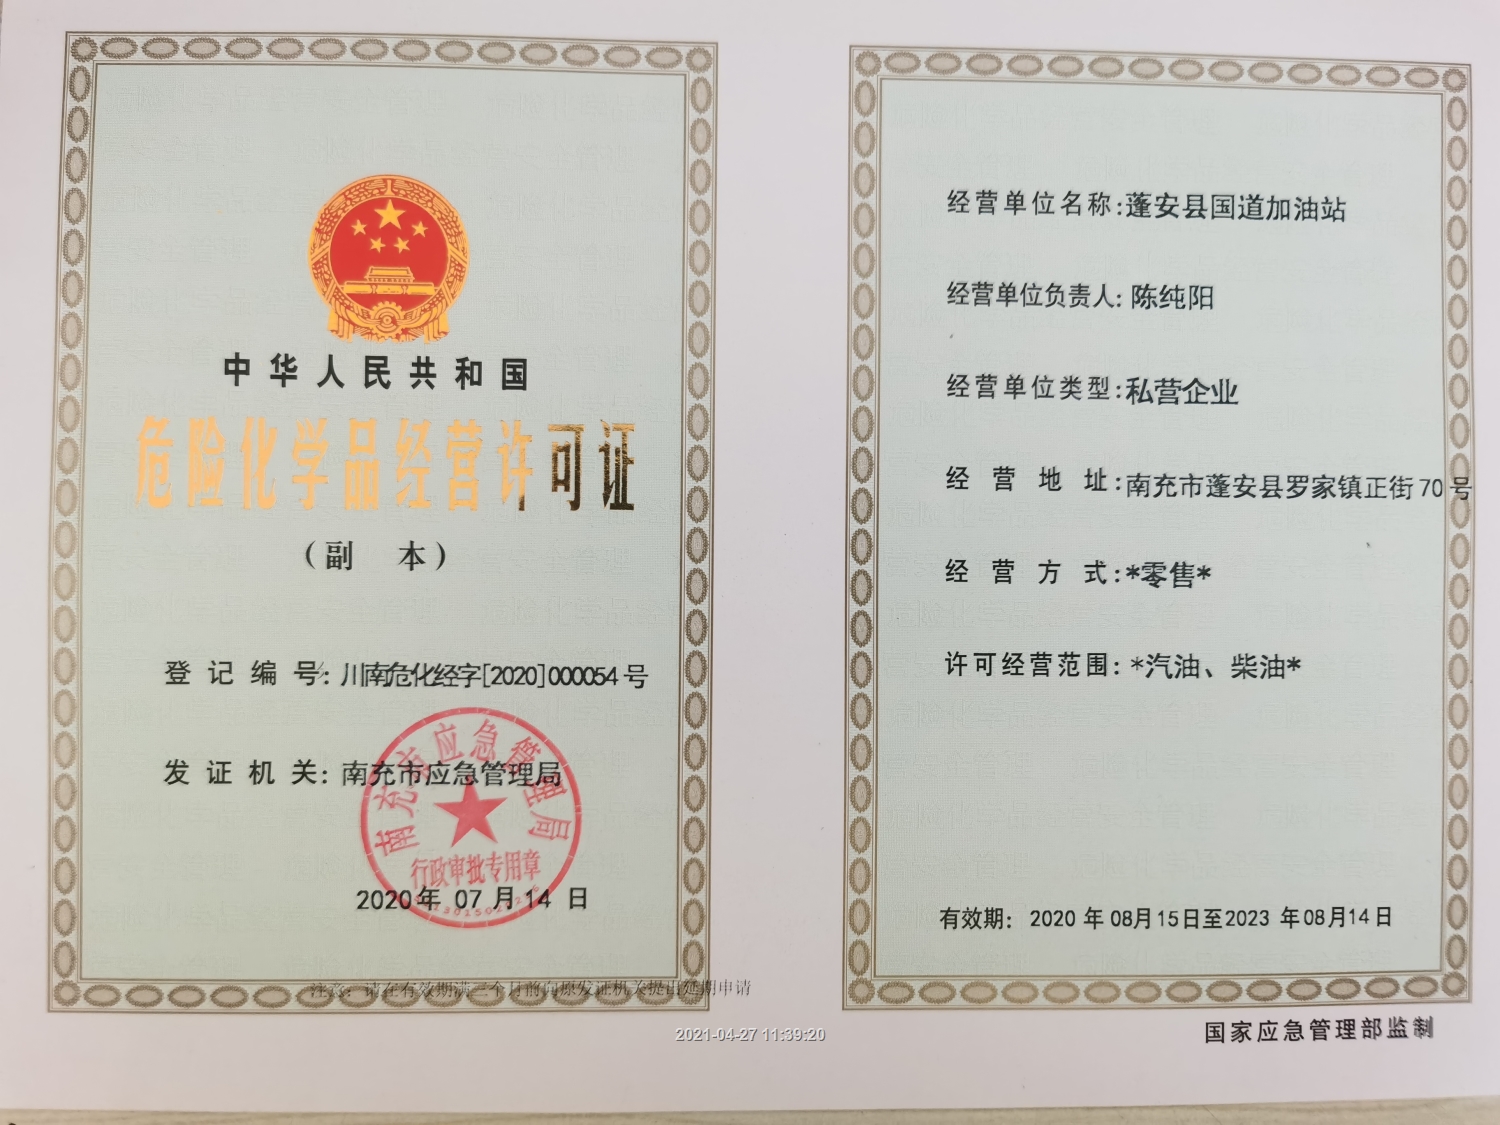 中华人民共和国
危险化学品经营许可证
（副 本）
登记编号：川南危化经字[2020]000054号
发证机关：南充市应急管理局
南充市应急管理局
行政审批专用章
2020年 07月 14日
注意：请在有效期满三个月前向原发证机关提出延期申请
经营单位名称:蓬安县国道加油站
经营单位负责人:陈纯阳
经营单位类型:私营企业
经营地址:南充市蓬安县罗家镇正街70号
经营方式:*零售*
许可经营范围:*汽油、柴油*
有效期: 2020年08月15日至2023年08月14日
国家应急管理部监制
2021-04-27 11:39:20